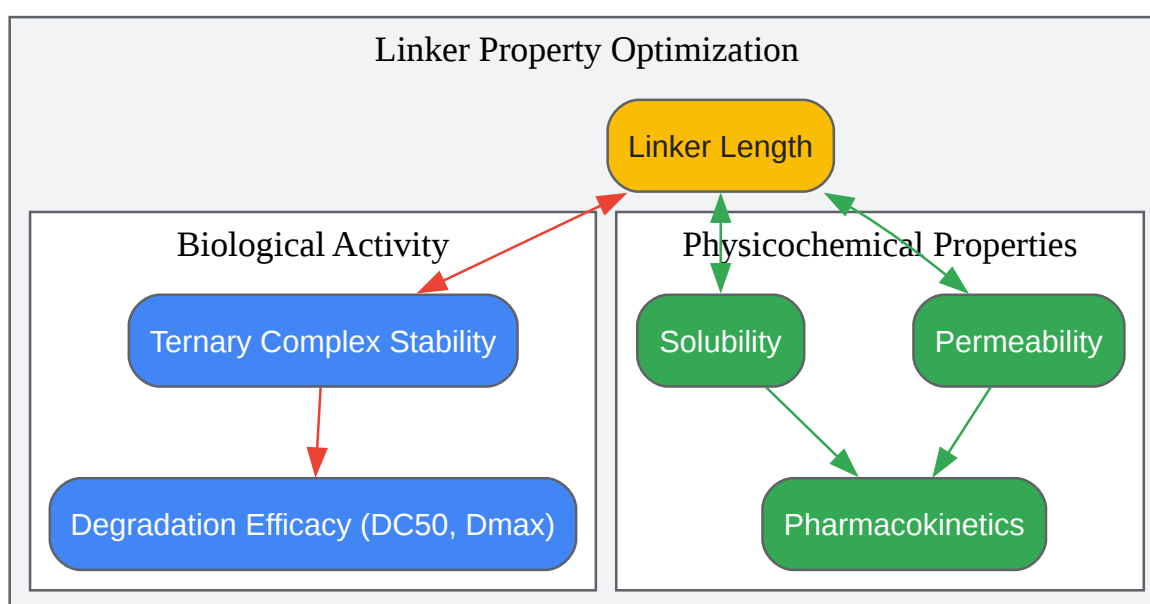 Linker Property Optimization
Linker Length
Biological Activity
Physicochemical Properties
Ternary Complex Stability
Solubility
Permeability
Degradation Efficacy (DC50, Dmax)
Pharmacokinetics